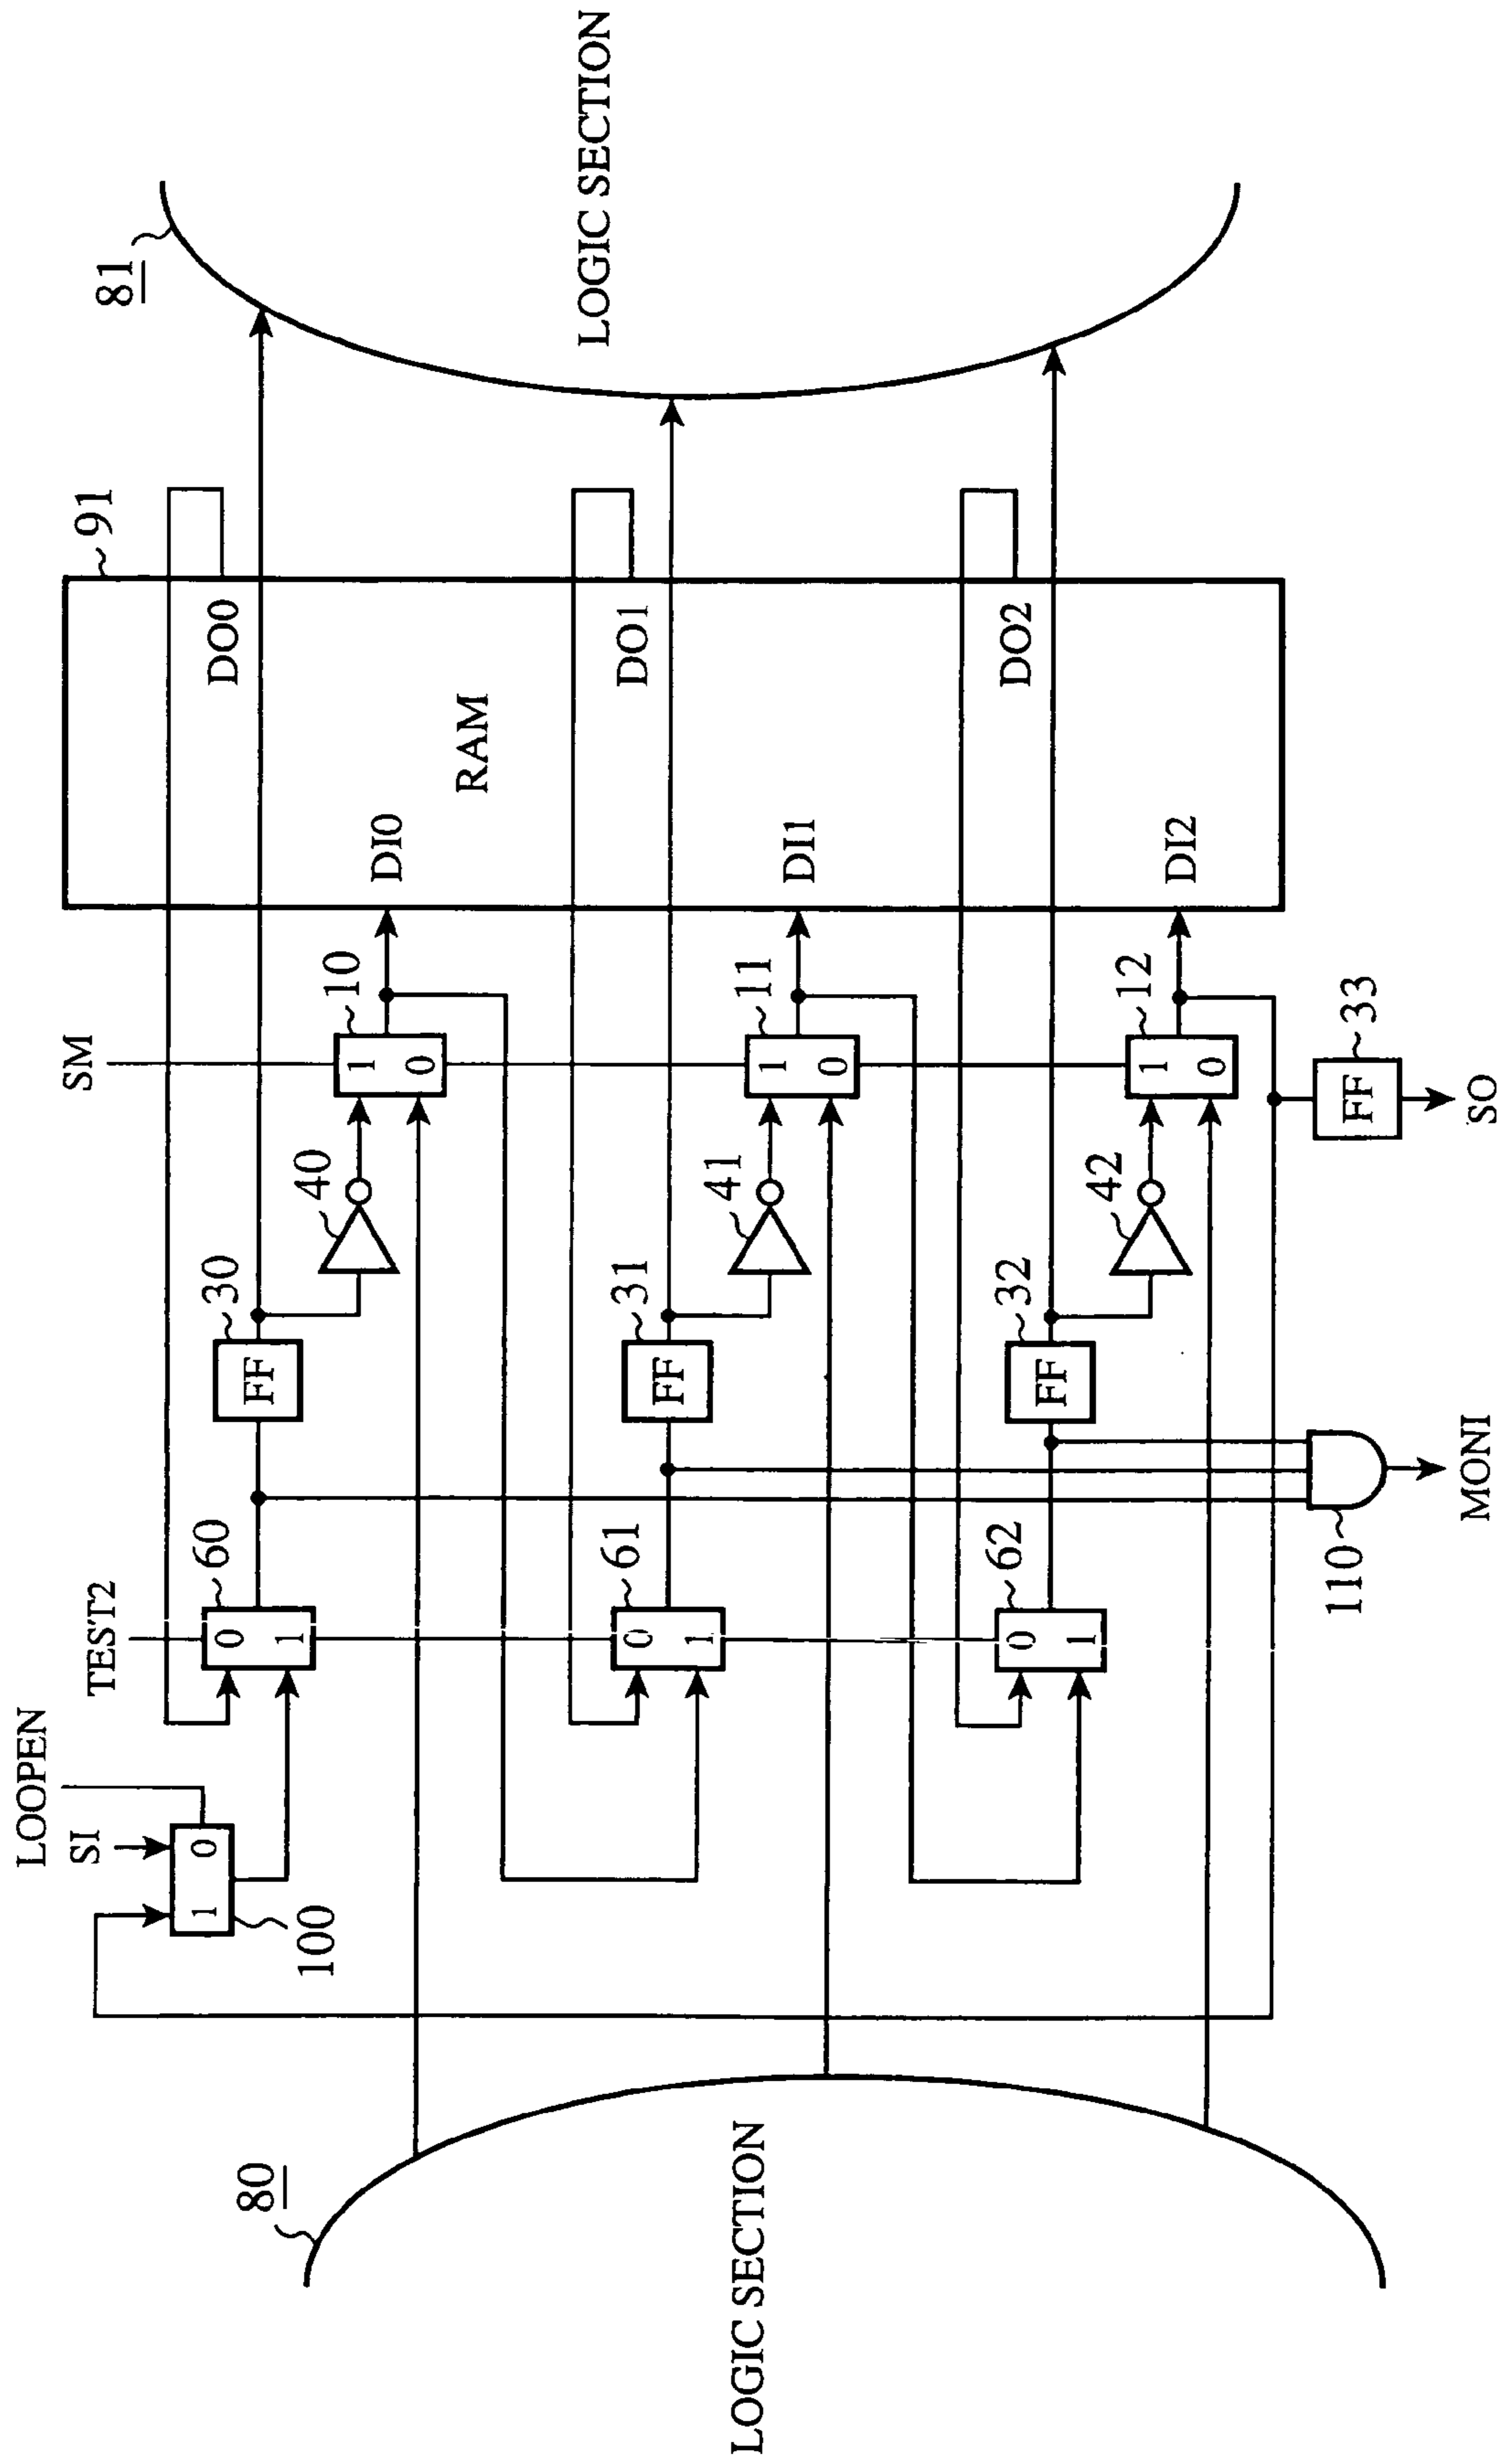 LOOPEN
SI
1 0
100
TEST2
60
0 1
FF
30
40
SM
10
1 0
DI0
DO0
91
81
RAM
LOGIC SECTION
61
0 1
FF
31
41
11
1 0
DI1
DO1
62
0 1
FF
32
42
12
1 0
DI2
DO2
80
LOGIC SECTION
110
MONI
FF
33
SO